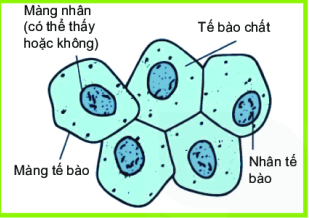 Màng nhân
(có thể thấy
hoặc không)
Tế bào chất
Màng tế bào
Nhân tế
bào